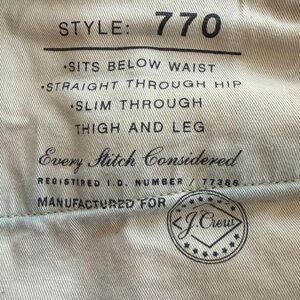 STYLE: 770
•SITS BELOW WAIST
•STRAIGHT THROUGH HIP
•SLIM THROUGH
THIGH AND LEG
Every Stitch Considered
REGISTERED I.D. NUMBER / 77386
MANUFACTURED FOR
J.Crew